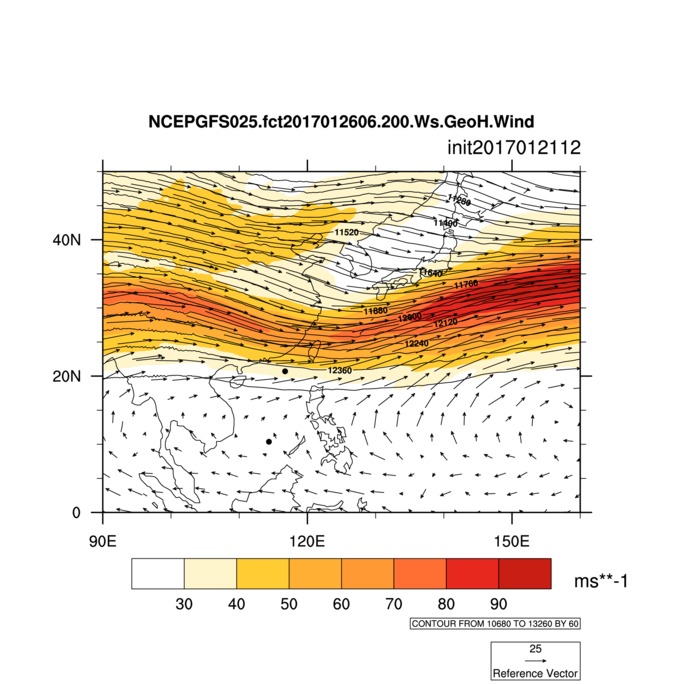 NCEPGFS025.fct2017012606.200.Ws.GeoH.Wind
init2017012112
11280
11400
40N
11520
11640
11760
11880
12000
12120
12240
12360
20N
0
90E 120E 150E
ms**-1
30 40 50 60 70 80 90
CONTOUR FROM 10680 TO 13260 BY 60
25
Reference Vector